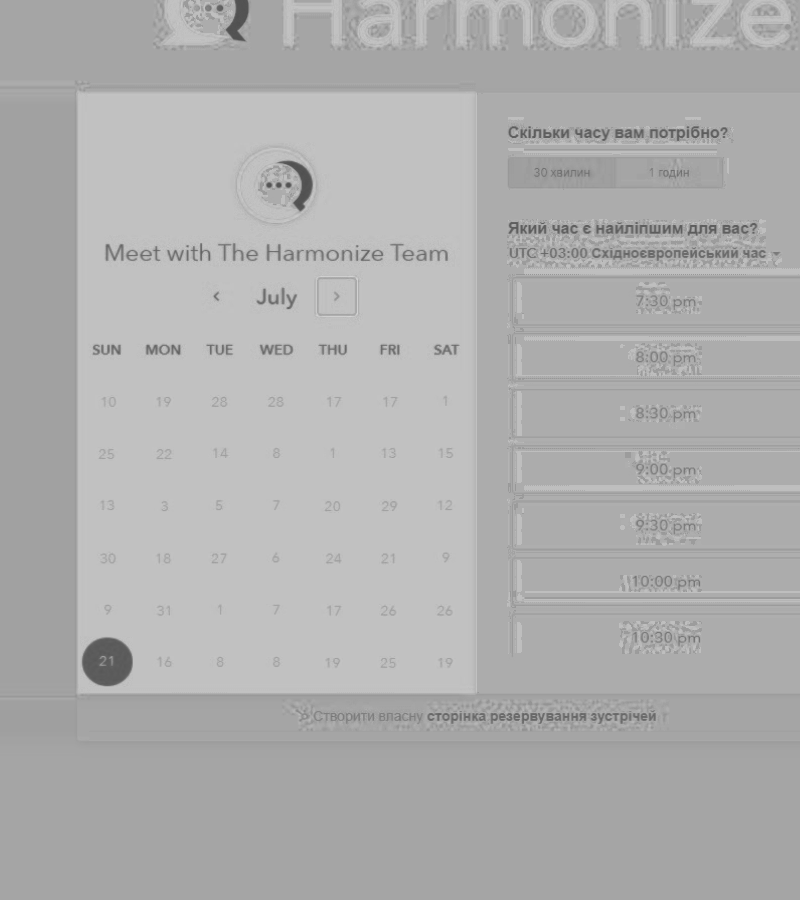 Harmonize
Meet with The Harmonize Team
July
SUN MON TUE WED THU FRI SAT
10 19 28 28 17 17 1
25 22 14 8 1 13 15
13 3 5 7 20 29 12
30 18 27 6 24 21 9
9 31 1 7 17 26 26
21 16 8 8 19 25 19
Скільки часу вам потрібно?
30 хвилин 1 годин
Який час є найліпшим для вас?
UTC +03:00 Східноєвропейський час
7:30 pm
8:00 pm
8:30 pm
9:00 pm
9:30 pm
10:00 pm
10:30 pm
Створити власну сторінка резервування зустрічей